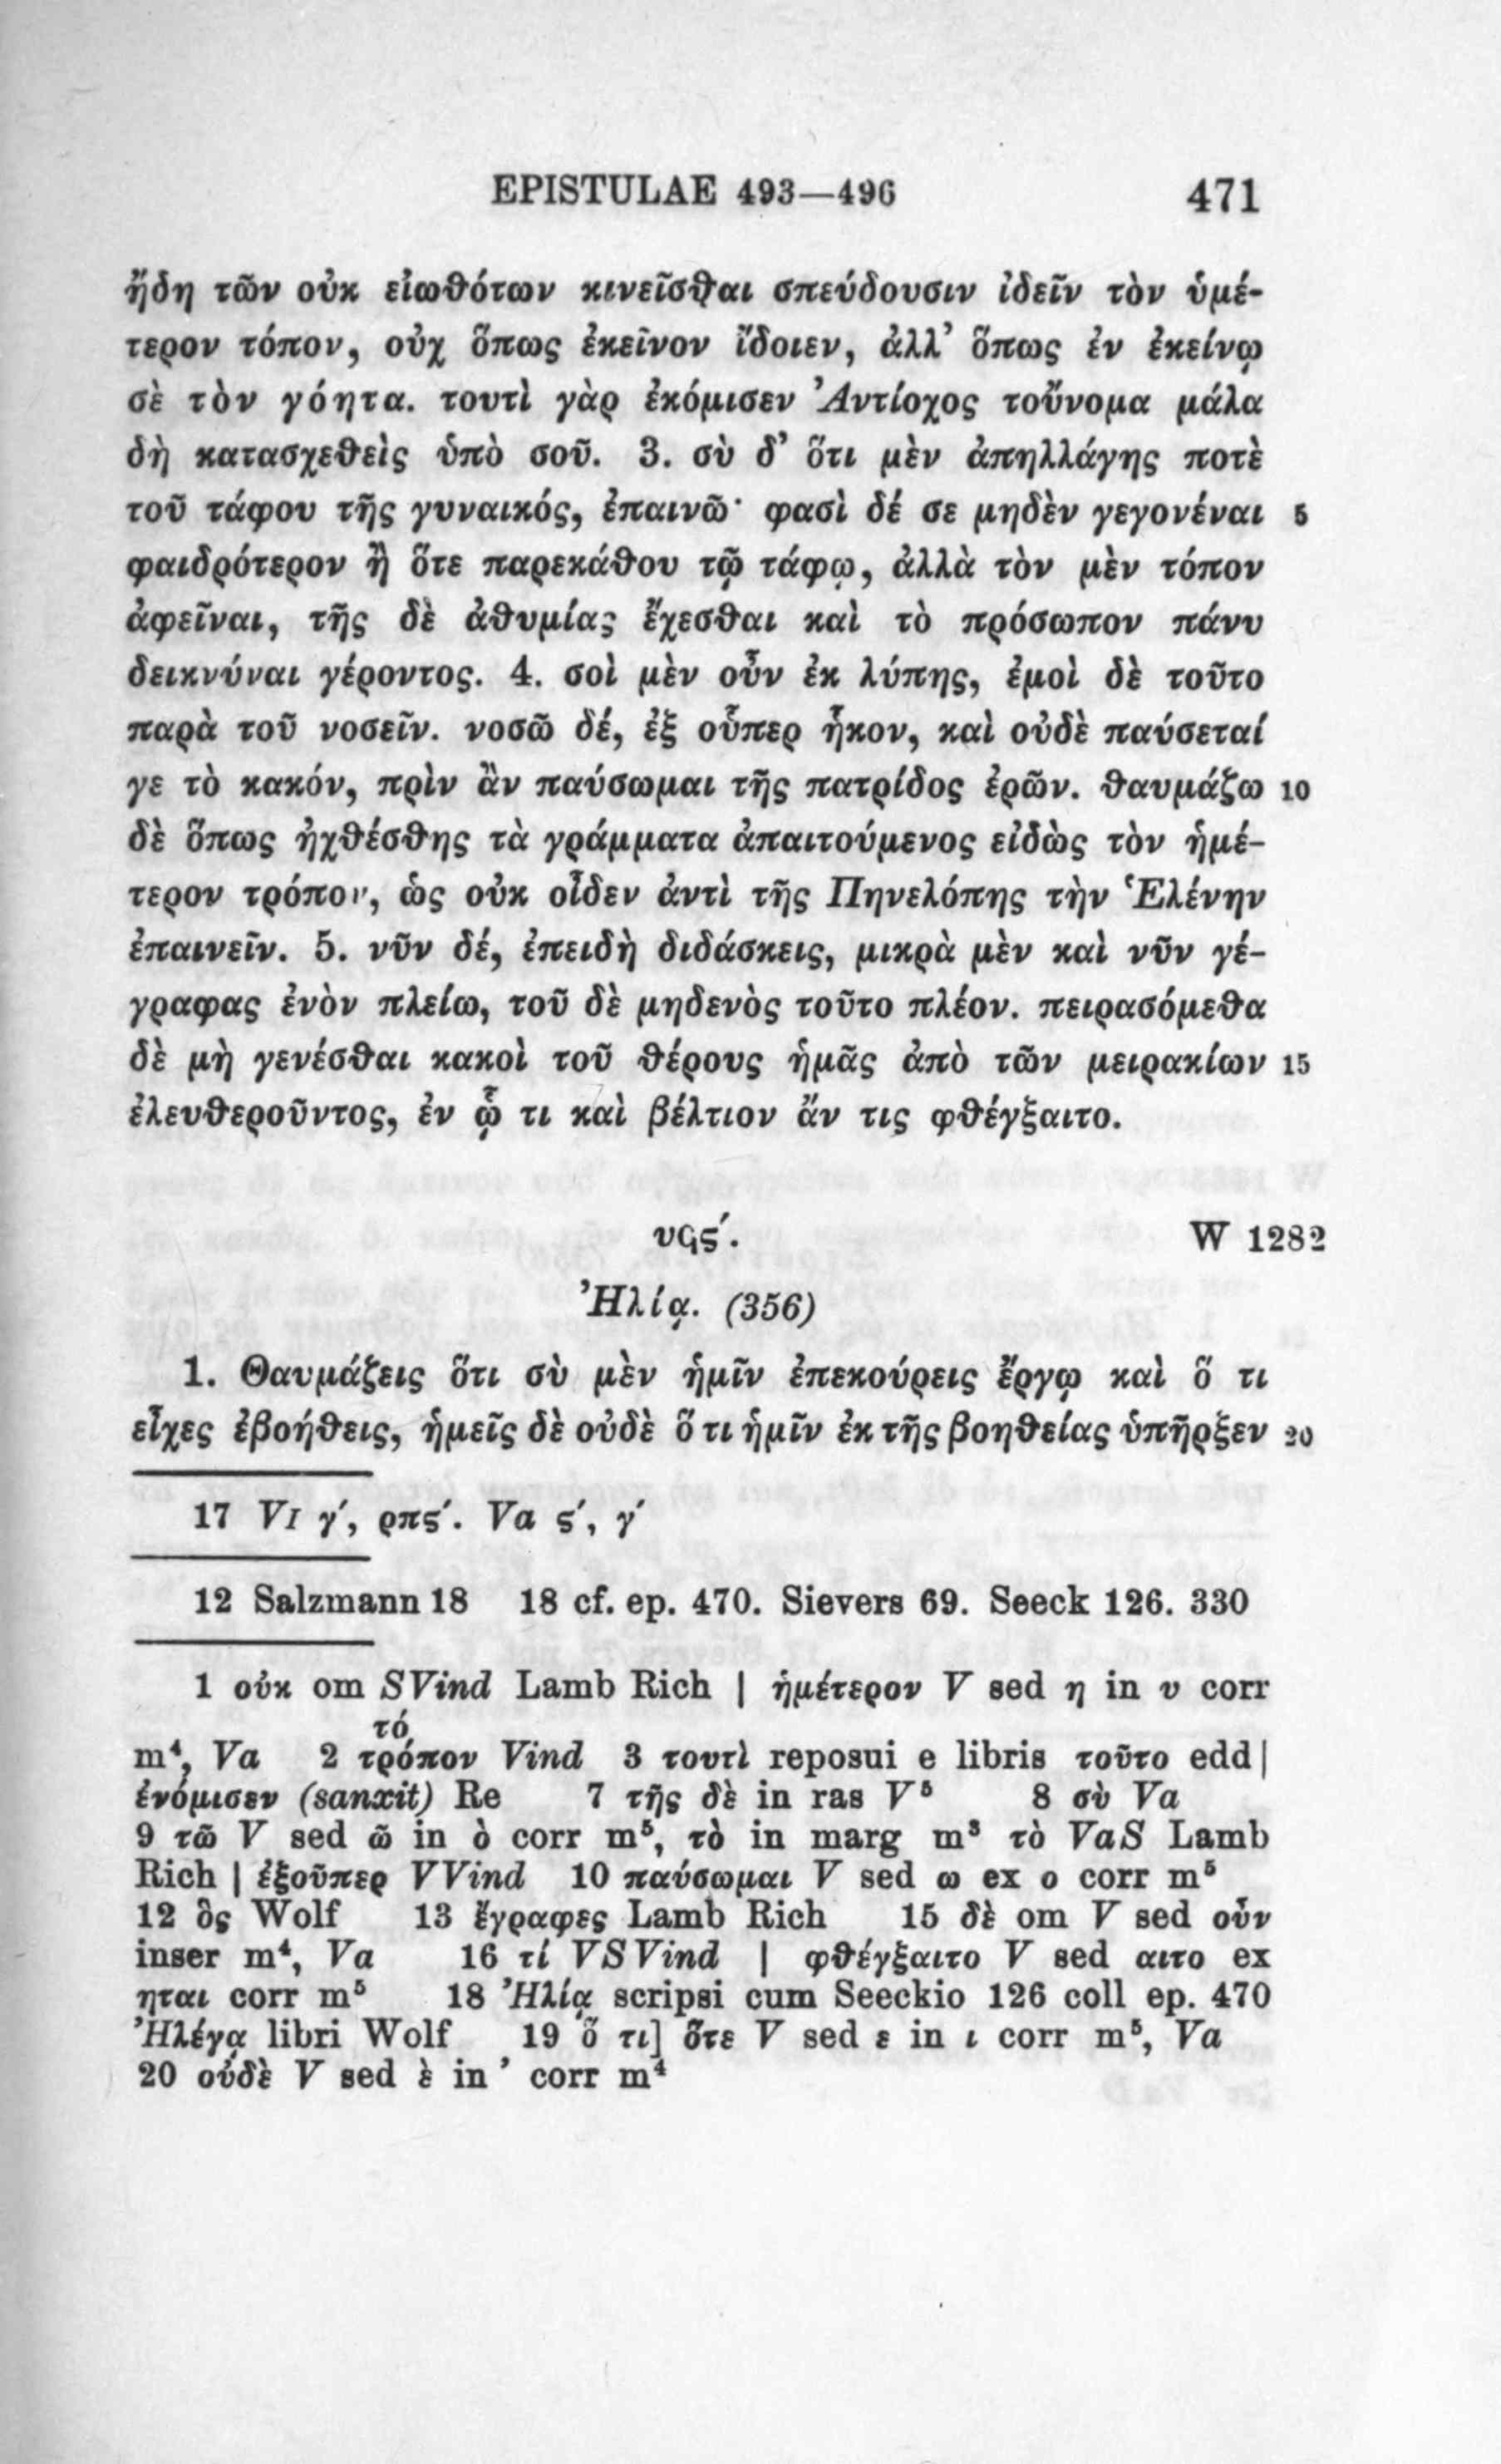 EPISTULAE 493—496 471
ἤδη τῶν οὐκ εἰωθότων κινεῖσθαι σπεύδουσιν ἰδεῖν τὸν ὑμέ-
τερον τόπον, οὐχ ὅπως ἐκεῖνον ἴδοιεν, ἀλλ’ ὅπως ἐν ἐκείνῳ
σὲ τὸν γόητα. τουτὶ γὰρ ἐκόμισεν Ἀντίοχος τοὔνομα μάλα
δὴ κατασχεθεὶς ὑπὸ σοῦ. 3. σὺ δ’ ὅτι μὲν ἀπηλλάγης ποτὲ
τοῦ τάφου τῆς γυναικός, ἐπαινῶ· φασὶ δέ σε μηδὲν γεγονέναι 5
φαιδρότερον ἢ ὅτε παρεκάθου τῷ τάφῳ, ἀλλὰ τὸν μὲν τόπον
ἀφεῖναι, τῆς δὲ ἀθυμίας ἔχεσθαι καὶ τὸ πρόσωπον πάνυ
δεικνύναι γέροντος. 4. σοὶ μὲν οὖν ἐκ λύπης, ἐμοὶ δὲ τοῦτο
παρὰ τοῦ νοσεῖν. νοσῶ δέ, ἐξ οὗπερ ἧκον, καὶ οὐδὲ παύσεταί
γε τὸ κακόν, πρὶν ἂν παύσωμαι τῆς πατρίδος ἐρῶν. θαυμάζω 10
δὲ ὅπως ἠχθέσθης τὰ γράμματα ἀπαιτούμενος εἰδὼς τὸν ἡμέ-
τερον τρόπον, ὡς οὐκ οἶδεν ἀντὶ τῆς Πηνελόπης τὴν Ἑλένην
ἐπαινεῖν. 5. νῦν δέ, ἐπειδὴ διδάσκεις, μικρὰ μὲν καὶ νῦν γέ-
γραφας ἐνὸν πλείω, τοῦ δὲ μηδενὸς τοῦτο πλέον. πειρασόμεθα
δὲ μὴ γενέσθαι κακοὶ τοῦ θέρους ἡμᾶς ἀπὸ τῶν μειρακίων 15
ἐλευθεροῦντος, ἐν ᾧ τι καὶ βέλτιον ἄν τις φθέγξαιτο.
υϟϛ′. W 1282
Ἠλίᾳ. (356)
1. Θαυμάζεις ὅτι σὺ μὲν ἡμῖν ἐπεκούρεις ἔργῳ καὶ ὅ τι
εἶχες ἐβοήθεις, ἡμεῖς δὲ οὐδὲ ὅ τι ἡμῖν ἐκ τῆς βοηθείας ὑπῆρξεν 20
17 VI γ′, ρπϛ′. Va ϛ′, γ′
12 Salzmann 18 18 cf. ep. 470. Sievers 69. Seeck 126. 330
1 οὐκ om S Vind Lamb Rich | ἡμέτερον V sed η in υ corr
τό
m⁴, Va 2 τρόπον Vind 3 τουτὶ reposui e libris τοῦτο edd |
ἐνόμισεν (sanxit) Re 7 τῆς δὲ in ras V⁵ 8 σὺ Va
9 τῶ V sed ῶ in ὸ corr m⁵, τὸ in marg m³ τὸ VaS Lamb
Rich | ἐξοῦπερ V Vind 10 παύσωμαι V sed ω ex ο corr m⁵
12 ὃς Wolf 13 ἔγραφες Lamb Rich 15 δὲ om V sed οὖν
inser m⁴, Va 16 τί VS Vind | φθέγξαιτο V sed αιτο ex
ηται corr m⁵ 18 Ἠλίᾳ scripsi cum Seeckio 126 coll ep. 470
Ἠλέγᾳ libri Wolf 19 ὅ τι] ὅτε V sed ε in ι corr m⁵, Va
20 οὐδὲ V sed ὲ in ’ corr m⁴